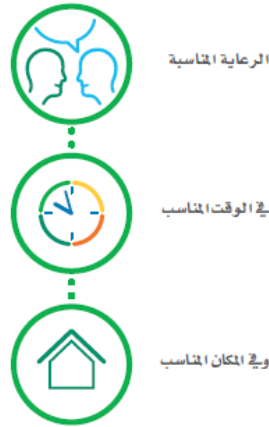 الرعاية المناسبة
في الوقت المناسب
وفي المكان المناسب